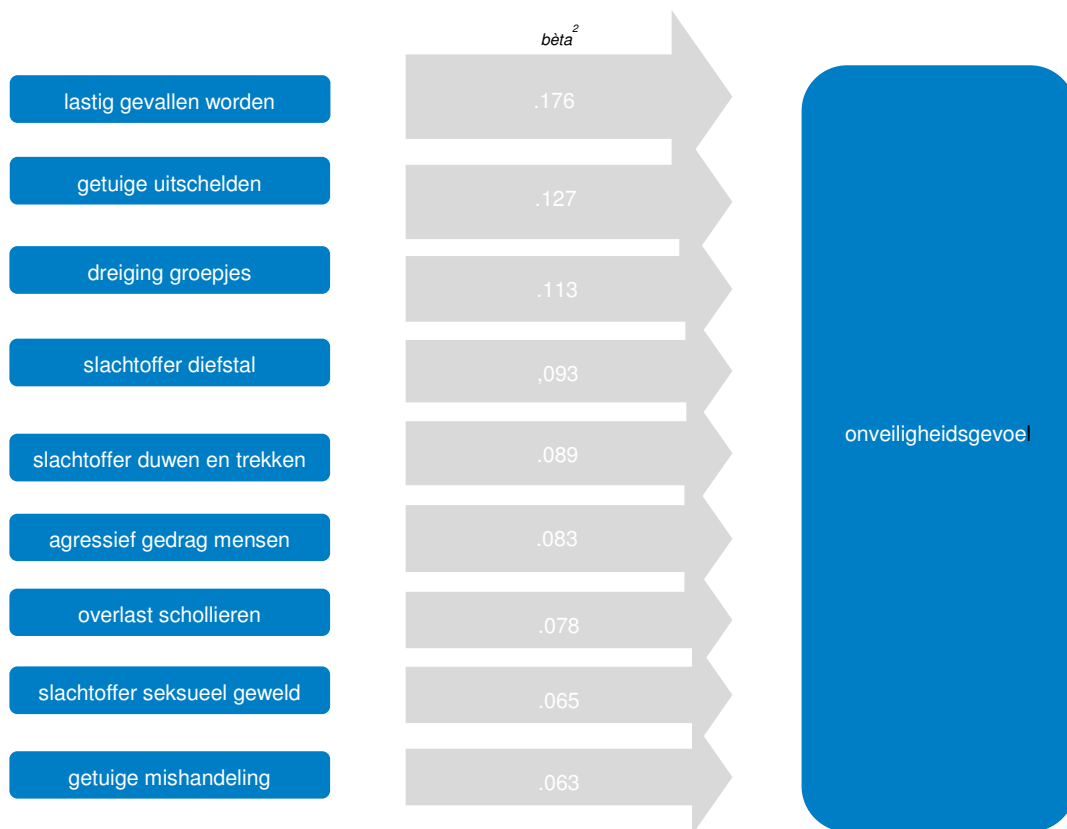 bèta²
lastig gevallen worden
.176
getuige uitschelden
.127
dreiging groepjes
.113
slachtoffer diefstal
,093
onveiligheidsgevoel
slachtoffer duwen en trekken
.089
agressief gedrag mensen
.083
overlast schollieren
.078
slachtoffer seksueel geweld
.065
getuige mishandeling
.063